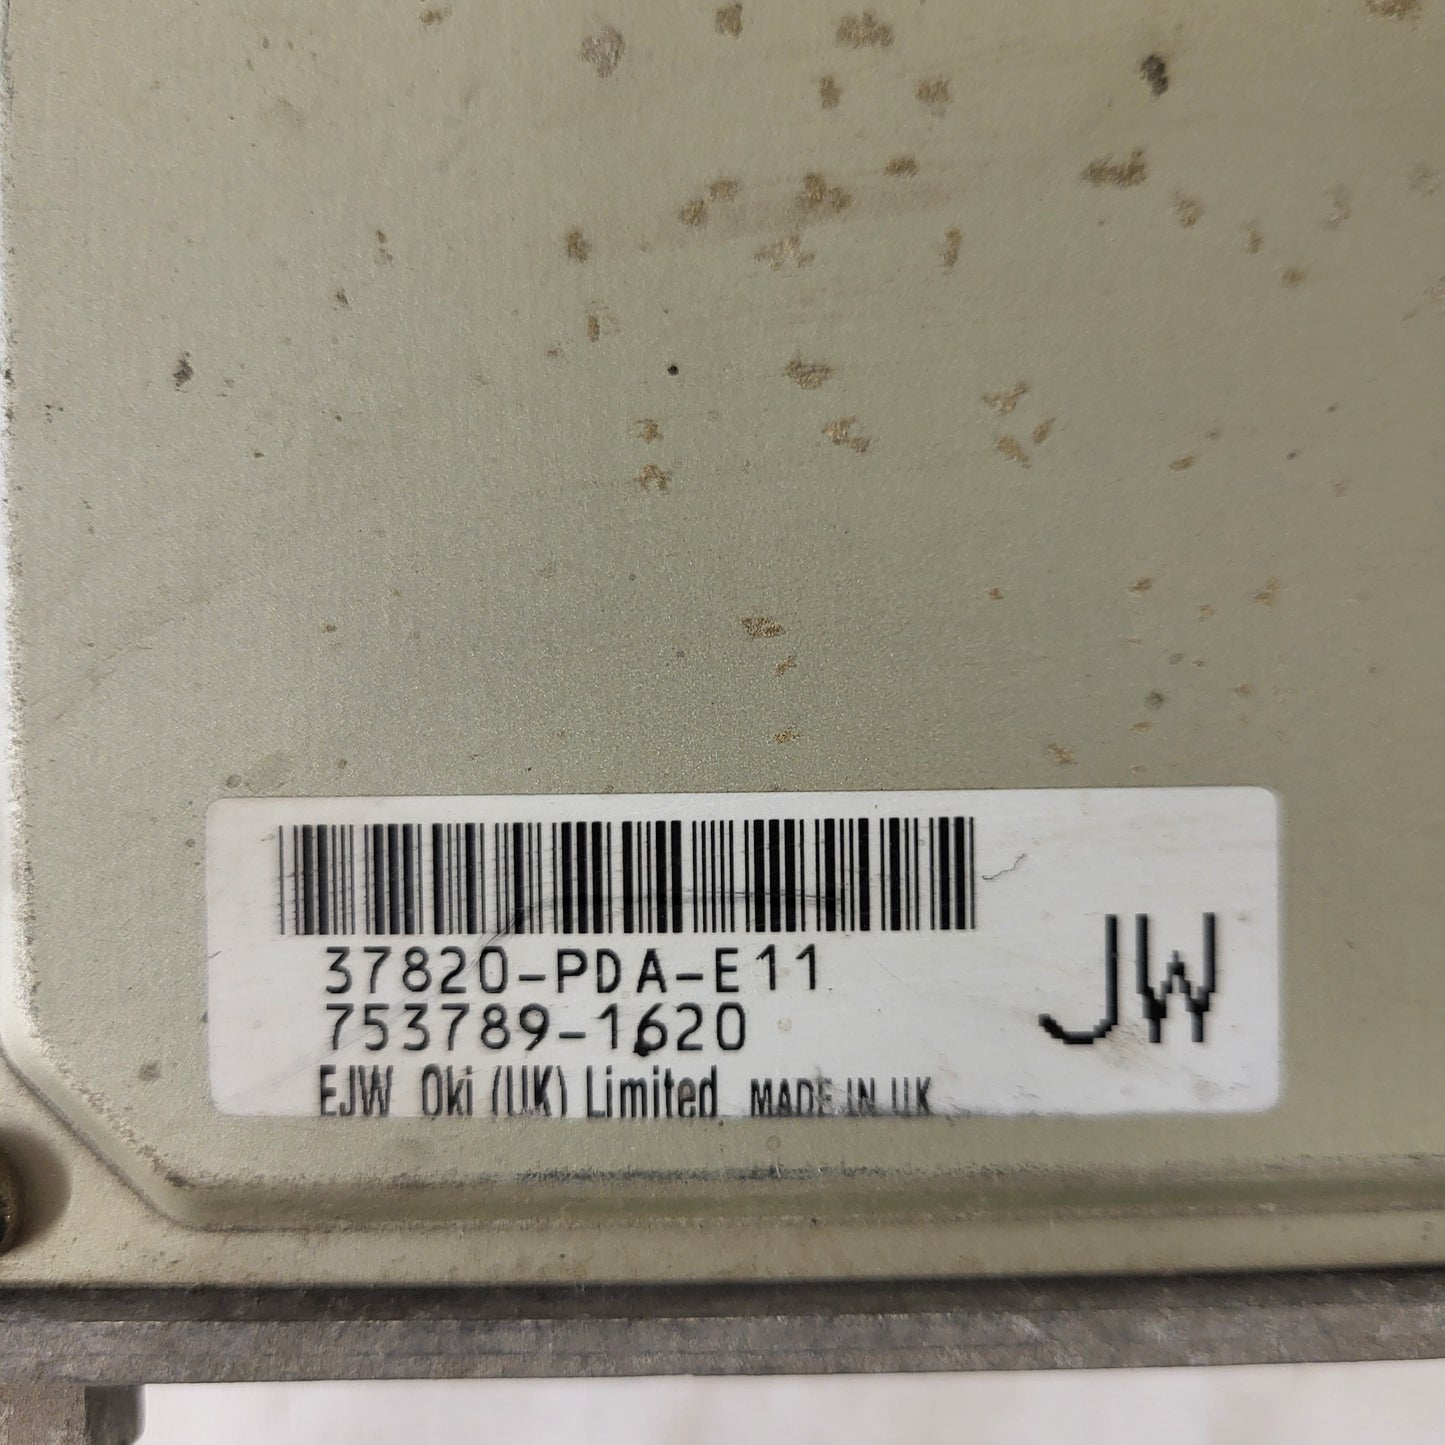 37820-PDA-E11
753789-1620
JW
EJW Oki (UK) Limited MADE IN UK